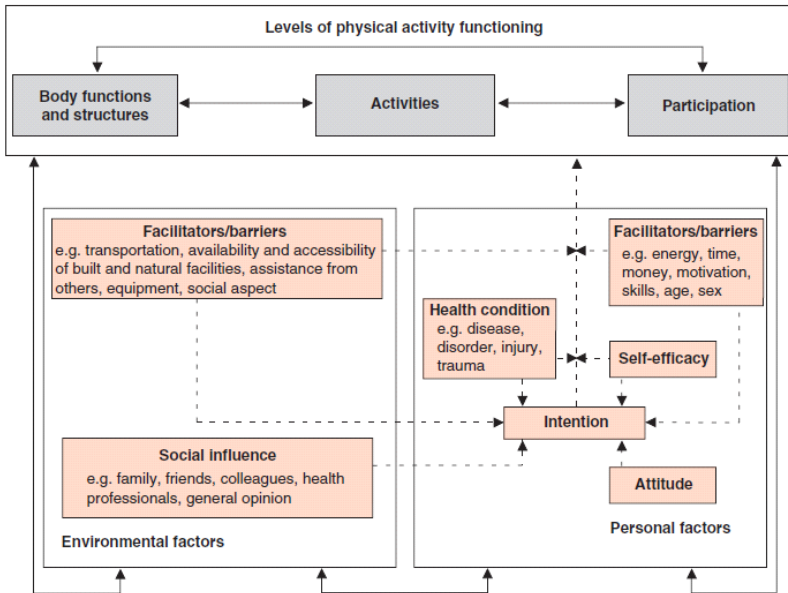 Levels of physical activity functioning
Body functions
and structures
Activities
Participation
Facilitators/barriers
e.g. transportation, availability and accessibility
of built and natural facilities, assistance from
others, equipment, social aspect
Facilitators/barriers
e.g. energy, time,
money, motivation,
skills, age, sex
Health condition
e.g. disease,
disorder, injury,
trauma
Self-efficacy
Intention
Social influence
e.g. family, friends, colleagues, health
professionals, general opinion
Attitude
Environmental factors
Personal factors